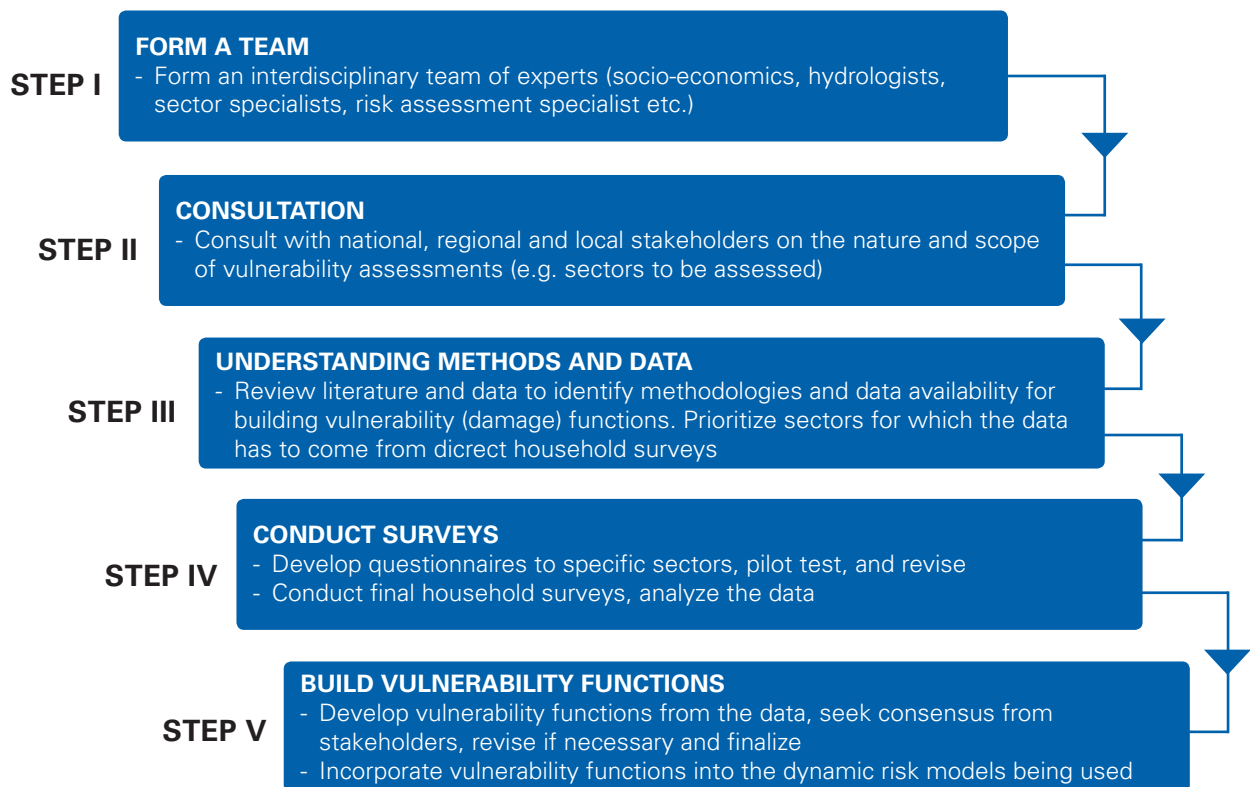 STEP I
FORM A TEAM
- Form an interdisciplinary team of experts (socio-economics, hydrologists,
sector specialists, risk assessment specialist etc.)
STEP II
CONSULTATION
- Consult with national, regional and local stakeholders on the nature and scope
of vulnerability assessments (e.g. sectors to be assessed)
STEP III
UNDERSTANDING METHODS AND DATA
- Review literature and data to identify methodologies and data availability for
building vulnerability (damage) functions. Prioritize sectors for which the data
has to come from dicrect household surveys
STEP IV
CONDUCT SURVEYS
- Develop questionnaires to specific sectors, pilot test, and revise
- Conduct final household surveys, analyze the data
STEP V
BUILD VULNERABILITY FUNCTIONS
- Develop vulnerability functions from the data, seek consensus from
stakeholders, revise if necessary and finalize
- Incorporate vulnerability functions into the dynamic risk models being used